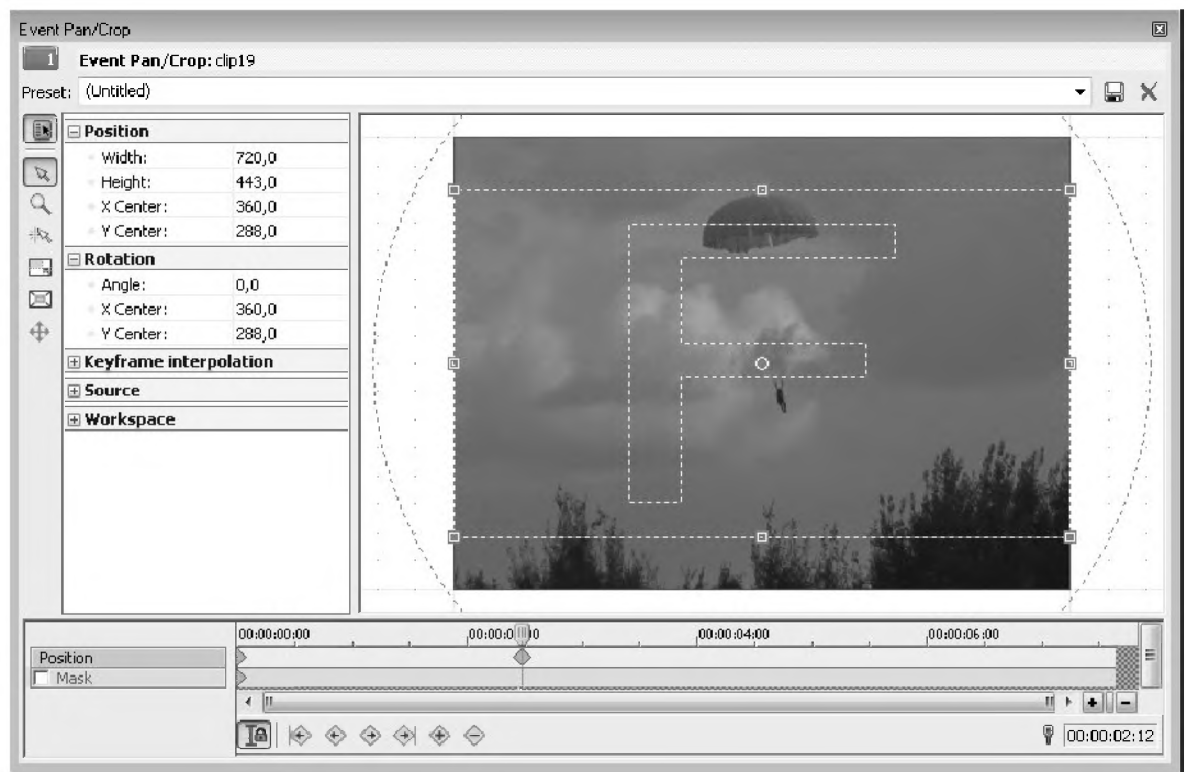 Event Pan/Crop
1 Event Pan/Crop: clip19
Preset: (Untitled)
Position
Width: 720,0
Height: 443,0
X Center: 360,0
Y Center: 288,0
Rotation
Angle: 0,0
X Center: 360,0
Y Center: 288,0
Keyframe interpolation
Source
Workspace
00:00:00:00 00:00:04:00 00:00:06:00
Position
Mask
00:00:02:12